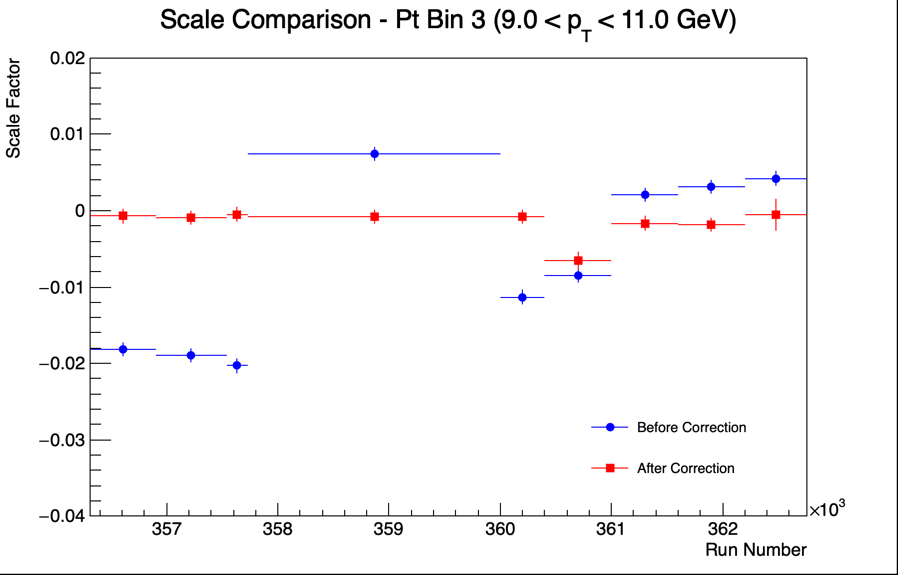 Scale Comparison - Pt Bin 3 (9.0 < p_T < 11.0 GeV)
Scale Factor
0.02
0.01
0
−0.01
−0.02
−0.03
−0.04
Before Correction
After Correction
357 358 359 360 361 362
×10³
Run Number